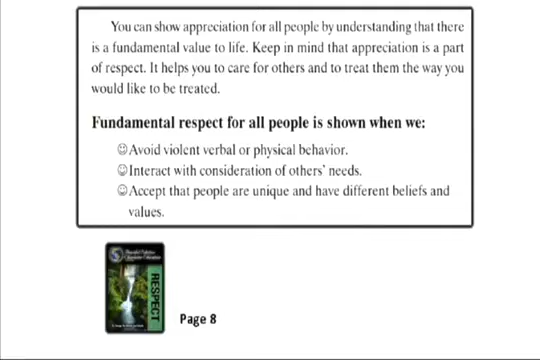 You can show appreciation for all people by understanding that there
is a fundamental value to life. Keep in mind that appreciation is a part
of respect. It helps you to care for others and to treat them the way you
would like to be treated.
Fundamental respect for all people is shown when we:
Avoid violent verbal or physical behavior.
Interact with consideration of others' needs.
Accept that people are unique and have different beliefs and
values.
RESPECT
Page 8